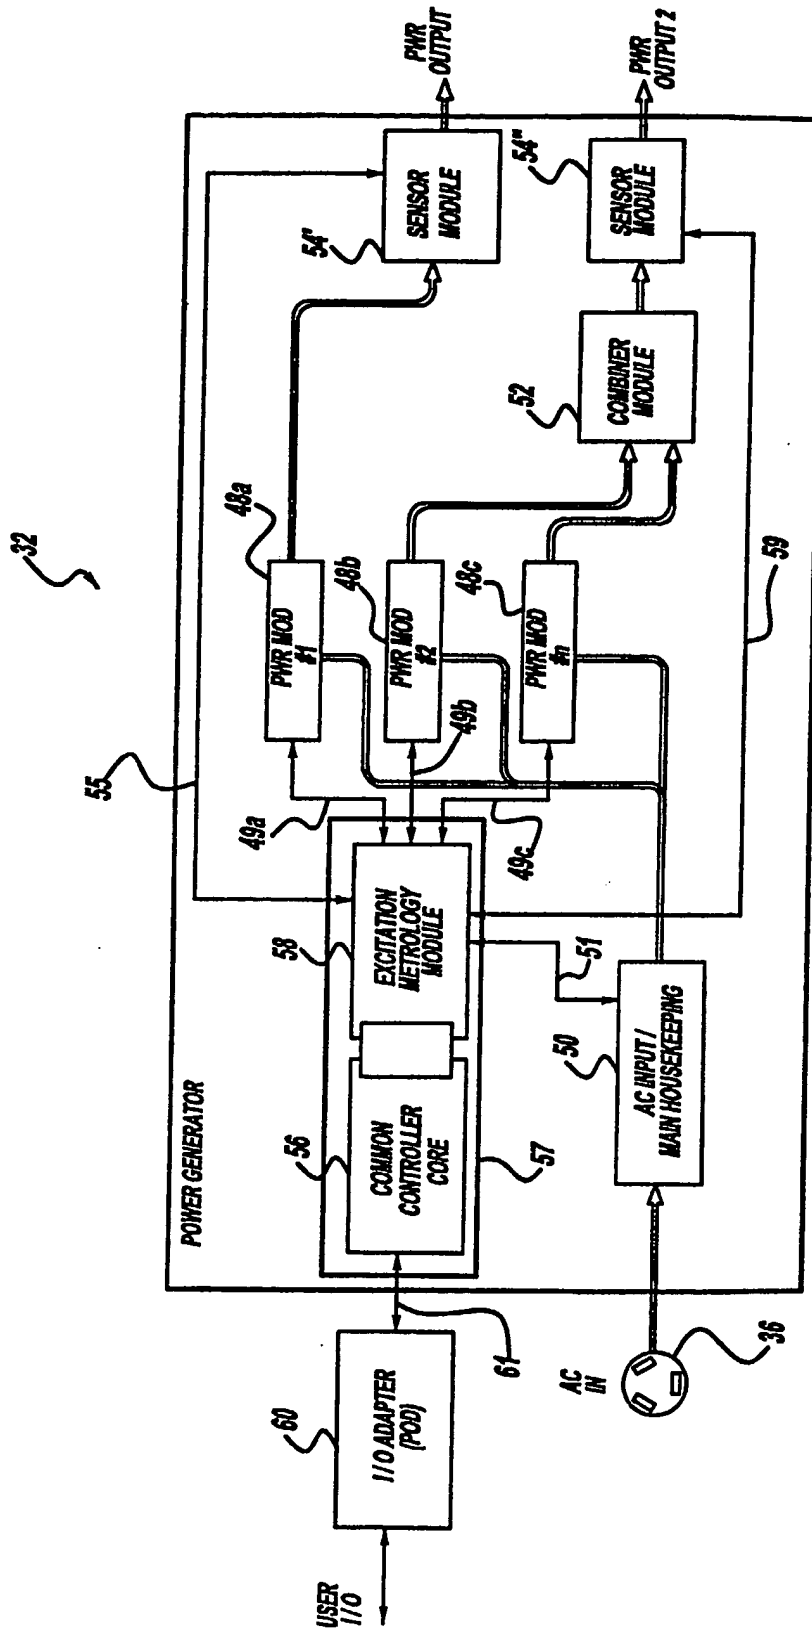 32
POWER GENERATOR
55
59
USER
I/O
60
I/O ADAPTER
(POD)
61
56
COMMON
CONTROLLER
CORE
57
58
EXCITATION
METROLOGY
MODULE
49a
49b
49c
51
AC
IN
36
50
AC INPUT /
MAIN HOUSEKEEPING
48a
PWR MOD
#1
48b
PWR MOD
#2
48c
PWR MOD
#n
52
COMBINER
MODULE
54'
SENSOR
MODULE
54"
SENSOR
MODULE
PWR
OUTPUT
PWR
OUTPUT 2